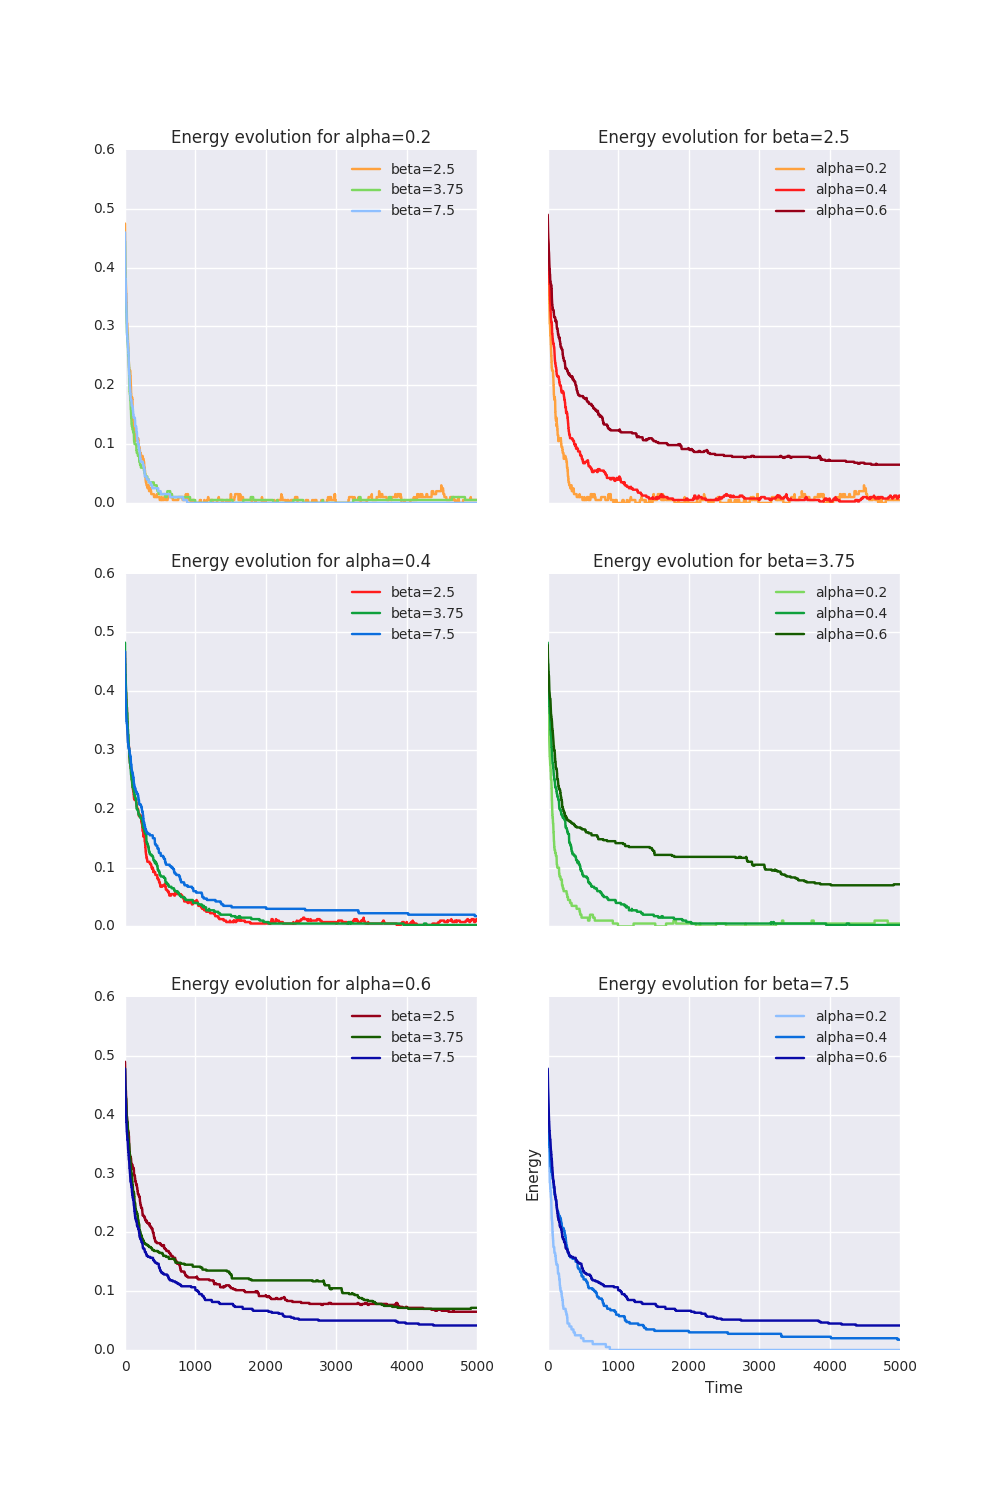 Energy evolution for alpha=0.2
0.6
0.5
0.4
0.3
0.2
0.1
0.0
beta=2.5
beta=3.75
beta=7.5
Energy evolution for beta=2.5
alpha=0.2
alpha=0.4
alpha=0.6
Energy evolution for alpha=0.4
0.6
0.5
0.4
0.3
0.2
0.1
0.0
beta=2.5
beta=3.75
beta=7.5
Energy evolution for beta=3.75
alpha=0.2
alpha=0.4
alpha=0.6
Energy evolution for alpha=0.6
0.6
0.5
0.4
0.3
0.2
0.1
0.0
beta=2.5
beta=3.75
beta=7.5
0 1000 2000 3000 4000 5000
Energy evolution for beta=7.5
alpha=0.2
alpha=0.4
alpha=0.6
Energy
0 1000 2000 3000 4000 5000
Time